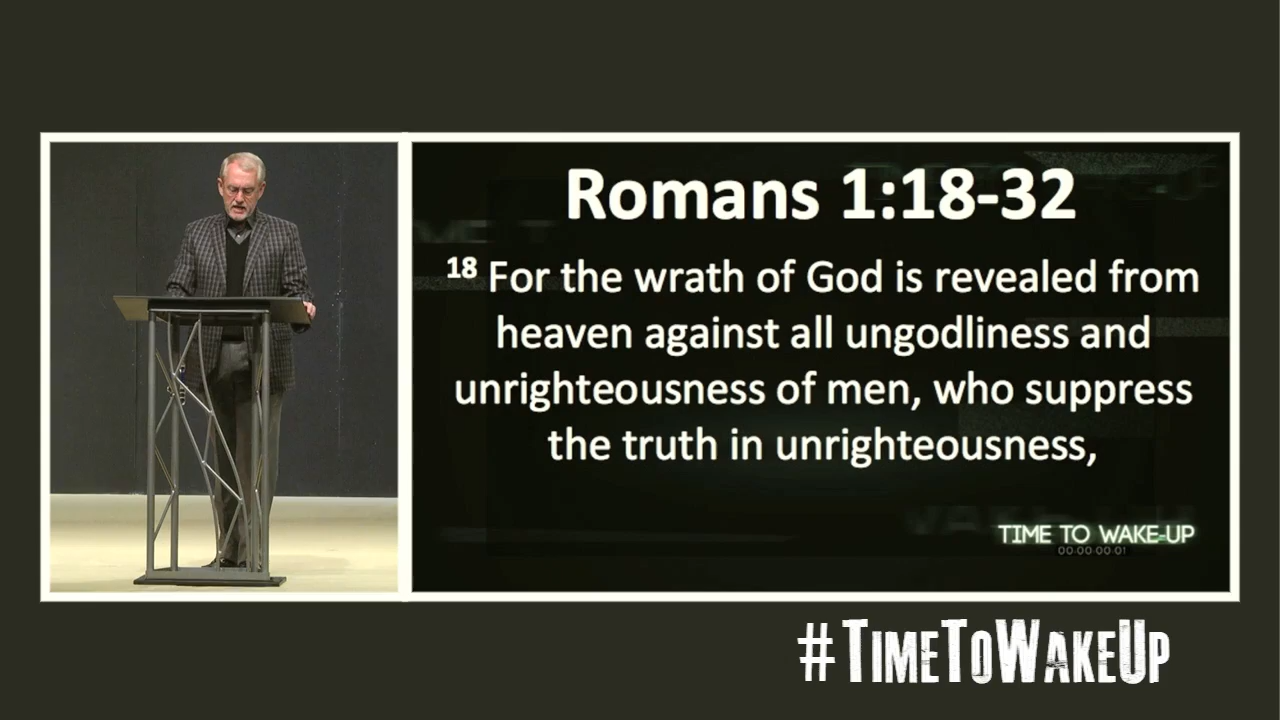 Romans 1:18-32
18 For the wrath of God is revealed from
heaven against all ungodliness and
unrighteousness of men, who suppress
the truth in unrighteousness,
TIME TO WAKE-UP
00:00:00:01
#TIMETOWAKEUP